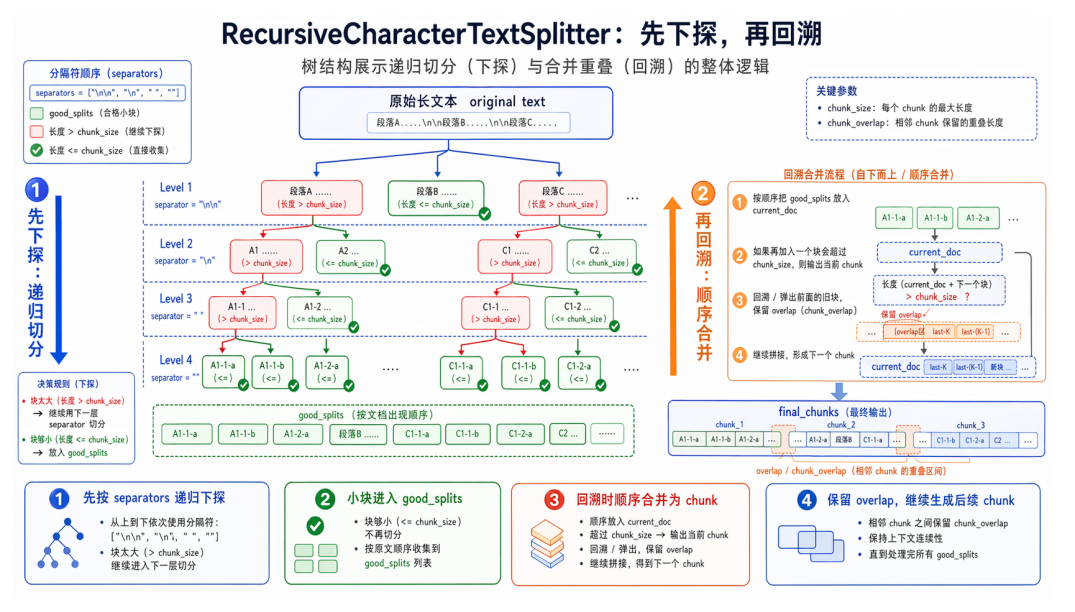 RecursiveCharacterTextSplitter：先下探，再回溯
树结构展示递归切分（下探）与合并重叠（回溯）的整体逻辑
分隔符顺序（separators）
separators = ["\n\n", "\n", " ", ""]
good_splits（合格小块）
长度 > chunk_size（继续下探）
长度 <= chunk_size（直接收集）
原始长文本 original text
段落A.....\n\n段落B.....\n\n段落C.....
关键参数
• chunk_size：每个 chunk 的最大长度
• chunk_overlap：相邻 chunk 保留的重叠长度
1
先下探：递归切分
Level 1
separator = "\n\n"
段落A ......
（长度 > chunk_size）
段落B ......
（长度 <= chunk_size）
段落C ......
（长度 > chunk_size）
...
Level 2
separator = "\n"
A1 ......
（> chunk_size）
A2 ...
（<= chunk_size）
C1 ......
（> chunk_size）
C2 ...
（<= chunk_size）
Level 3
separator = " "
A1-1 ...
（> chunk_size）
A1-2 ...
（<= chunk_size）
C1-1 ...
（> chunk_size）
C1-2 ...
（<= chunk_size）
Level 4
separator = ""
A1-1-a
（<=）
A1-1-b
（<=）
A1-2-a
（<=）
.....
C1-1-a
（<=）
C1-1-b
（<=）
C1-2-a
（<=）
.....
决策规则（下探）
• 块太大（长度 > chunk_size）
→ 继续用下一层
separator 切分
• 块够小（长度 <= chunk_size）
→ 放入 good_splits
good_splits（按文档出现顺序）
A1-1-a
A1-1-b
A1-2-a
段落B ......
C1-1-a
C1-1-b
C1-2-a
C2 ...
......
2
再回溯：顺序合并
回溯合并流程（自下而上 / 顺序合并）
1
按顺序把 good_splits 放入
current_doc
A1-1-a
A1-1-b
A1-2-a
...
2
如果再加入一个块会超过
chunk_size，则输出当前 chunk
current_doc
长度（current_doc + 下一个块）
> chunk_size ？
3
回溯 / 弹出前面的旧块，
保留 overlap（chunk_overlap）
保留 overlap
...
last-K
last-(K-1)
...
4
继续拼接，形成下一个 chunk
current_doc
last-K
last-(K-1)
新块 ...
...
final_chunks（最终输出）
chunk_1
chunk_2
chunk_3
A1-1-a
A1-1-b
A1-2-a
...
...
A1-2-a
段落B
C1-1-a
...
...
C1-1-b
C1-2-a
C2 ...
...
overlap / chunk_overlap（相邻 chunk 的重叠区间）
1
先按 separators 递归下探
• 从上到下依次使用分隔符：
["\n\n", "\n", " ", ""]
• 块太大（> chunk_size）
继续进入下一层切分
2
小块进入 good_splits
• 块够小（<= chunk_size）
不再切分
• 按原文顺序收集到
good_splits 列表
3
回溯时顺序合并为 chunk
• 顺序放入 current_doc
• 超过 chunk_size → 输出当前 chunk
• 回溯 / 弹出，保留 overlap
• 继续拼接，得到下一个 chunk
4
保留 overlap，继续生成后续 chunk
• 相邻 chunk 之间保留 chunk_overlap
• 保持上下文连续性
• 直到处理完所有 good_splits